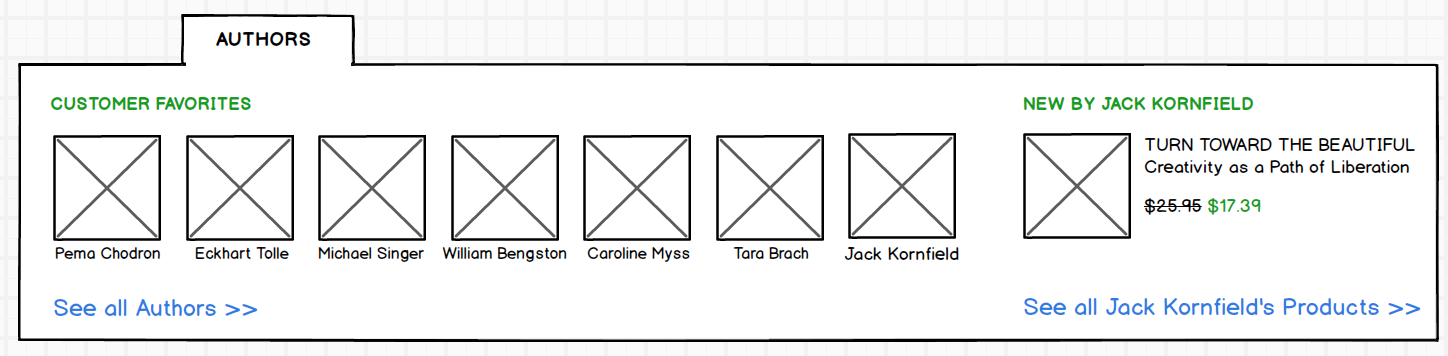 AUTHORS
CUSTOMER FAVORITES
Pema Chodron
Eckhart Tolle
Michael Singer
William Bengston
Caroline Myss
Tara Brach
Jack Kornfield
See all Authors >>
NEW BY JACK KORNFIELD
TURN TOWARD THE BEAUTIFUL
Creativity as a Path of Liberation
$25.95 $17.39
See all Jack Kornfield's Products >>